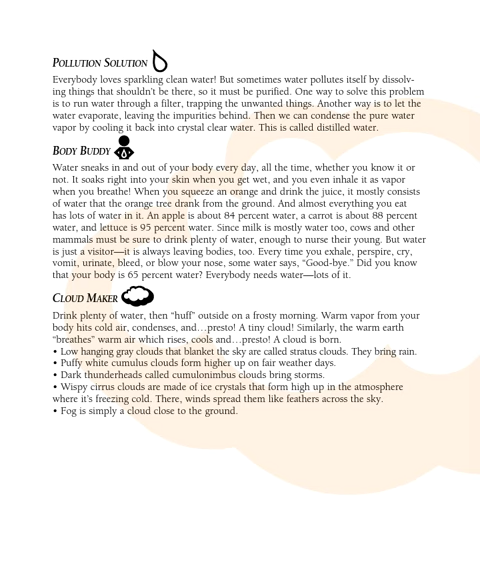 Pollution Solution
Everybody loves sparkling clean water! But sometimes water pollutes itself by dissolv-
ing things that shouldn't be there, so it must be purified. One way to solve this problem
is to run water through a filter, trapping the unwanted things. Another way is to let the
water evaporate, leaving the impurities behind. Then we can condense the pure water
vapor by cooling it back into crystal clear water. This is called distilled water.
Body Buddy
Water sneaks in and out of your body every day, all the time, whether you know it or
not. It soaks right into your skin when you get wet, and you even inhale it as vapor
when you breathe! When you squeeze an orange and drink the juice, it mostly consists
of water that the orange tree drank from the ground. And almost everything you eat
has lots of water in it. An apple is about 84 percent water, a carrot is about 88 percent
water, and lettuce is 95 percent water. Since milk is mostly water too, cows and other
mammals must be sure to drink plenty of water, enough to nurse their young. But water
is just a visitor—it is always leaving bodies, too. Every time you exhale, perspire, cry,
vomit, urinate, bleed, or blow your nose, some water says, "Good-bye." Did you know
that your body is 65 percent water? Everybody needs water—lots of it.
Cloud Maker
Drink plenty of water, then "huff" outside on a frosty morning. Warm vapor from your
body hits cold air, condenses, and…presto! A tiny cloud! Similarly, the warm earth
"breathes" warm air which rises, cools and…presto! A cloud is born.
• Low hanging gray clouds that blanket the sky are called stratus clouds. They bring rain.
• Puffy white cumulus clouds form higher up on fair weather days.
• Dark thunderheads called cumulonimbus clouds bring storms.
• Wispy cirrus clouds are made of ice crystals that form high up in the atmosphere
where it's freezing cold. There, winds spread them like feathers across the sky.
• Fog is simply a cloud close to the ground.